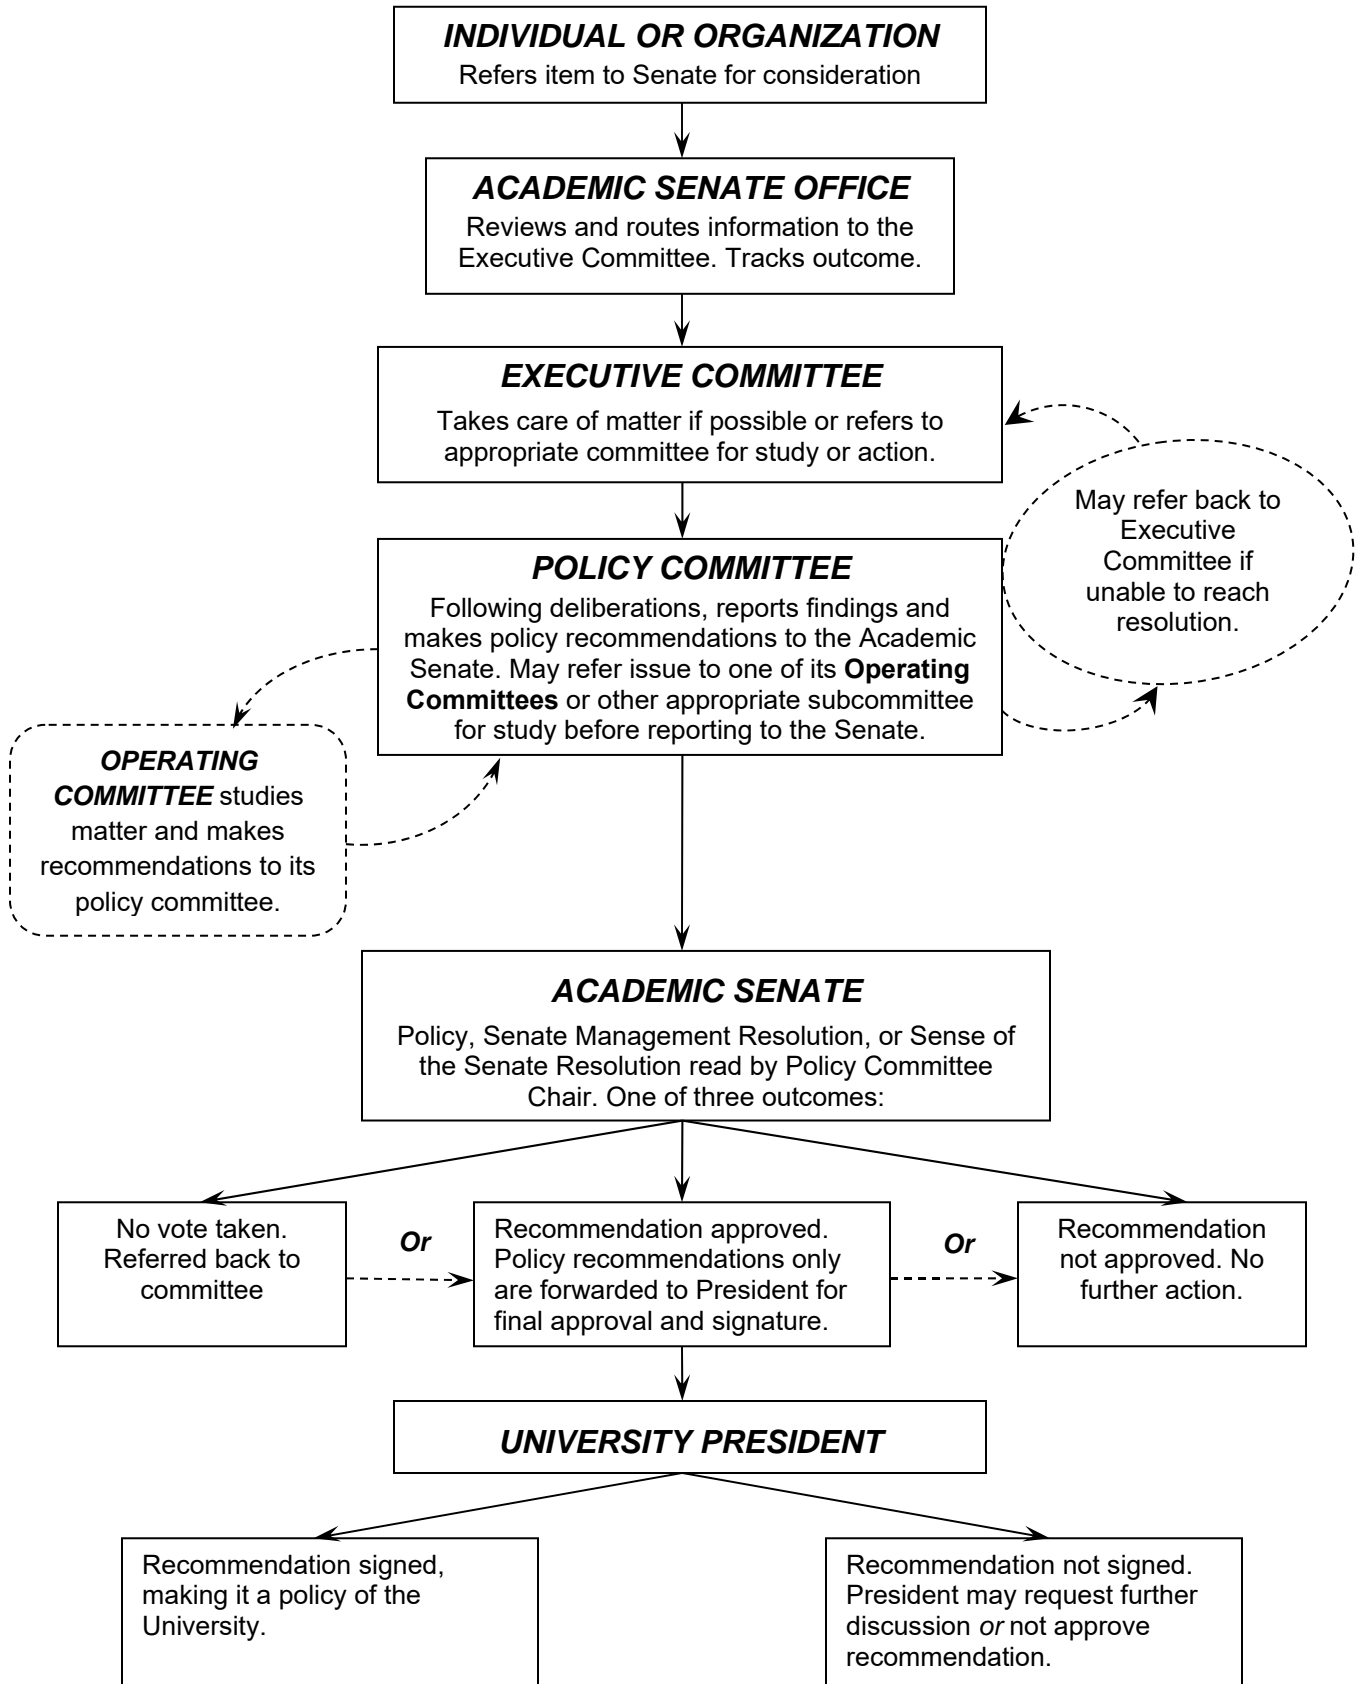 INDIVIDUAL OR ORGANIZATION
Refers item to Senate for consideration
ACADEMIC SENATE OFFICE
Reviews and routes information to the
Executive Committee. Tracks outcome.
EXECUTIVE COMMITTEE
Takes care of matter if possible or refers to
appropriate committee for study or action.
May refer back to
Executive
Committee if
unable to reach
resolution.
POLICY COMMITTEE
Following deliberations, reports findings and
makes policy recommendations to the Academic
Senate. May refer issue to one of its Operating
Committees or other appropriate subcommittee
for study before reporting to the Senate.
OPERATING
COMMITTEE studies
matter and makes
recommendations to its
policy committee.
ACADEMIC SENATE
Policy, Senate Management Resolution, or Sense of
the Senate Resolution read by Policy Committee
Chair. One of three outcomes:
No vote taken.
Referred back to
committee
Or
Recommendation approved.
Policy recommendations only
are forwarded to President for
final approval and signature.
Or
Recommendation
not approved. No
further action.
UNIVERSITY PRESIDENT
Recommendation signed,
making it a policy of the
University.
Recommendation not signed.
President may request further
discussion or not approve
recommendation.